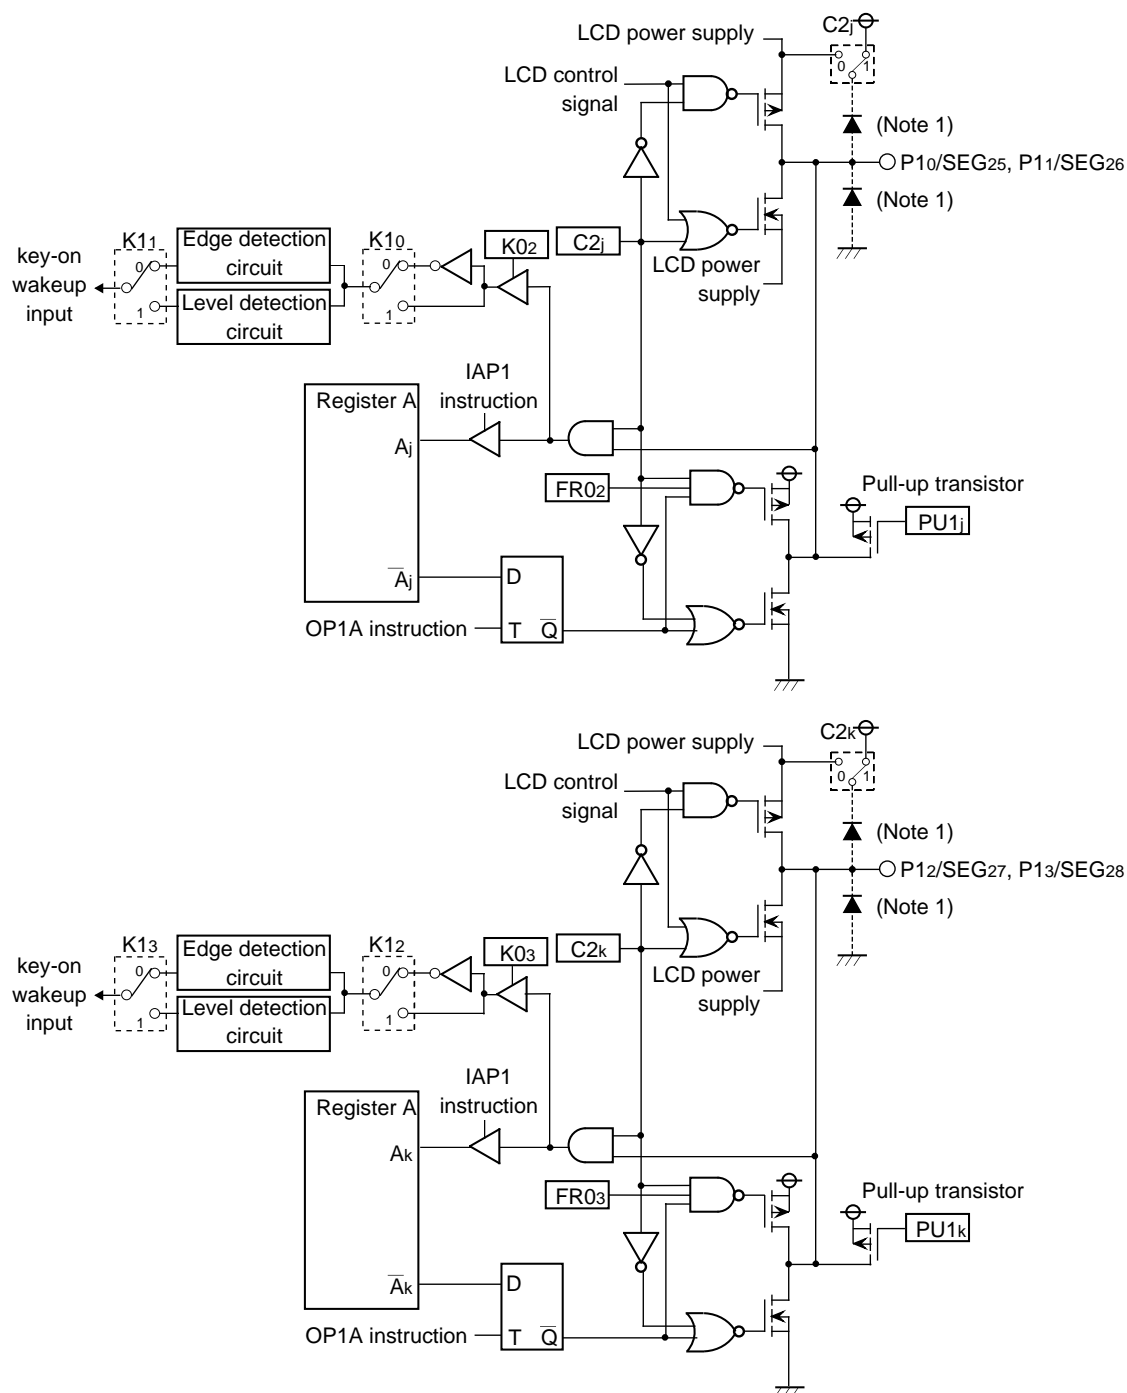 LCD power supply
C2j
0 1
LCD control
signal
(Note 1)
P10/SEG25, P11/SEG26
(Note 1)
K11
Edge detection
circuit
K10
K02
C2j
key-on
wakeup
input
0
1
Level detection
circuit
0
1
LCD power
supply
IAP1
instruction
Register A
Aj
FR02
Pull-up transistor
PU1j
A̅j
D
OP1A instruction
T Q̅
LCD power supply
C2k
0 1
LCD control
signal
(Note 1)
P12/SEG27, P13/SEG28
(Note 1)
K13
Edge detection
circuit
K12
K03
C2k
key-on
wakeup
input
0
1
Level detection
circuit
0
1
LCD power
supply
IAP1
instruction
Register A
Ak
FR03
Pull-up transistor
PU1k
A̅k
D
OP1A instruction
T Q̅